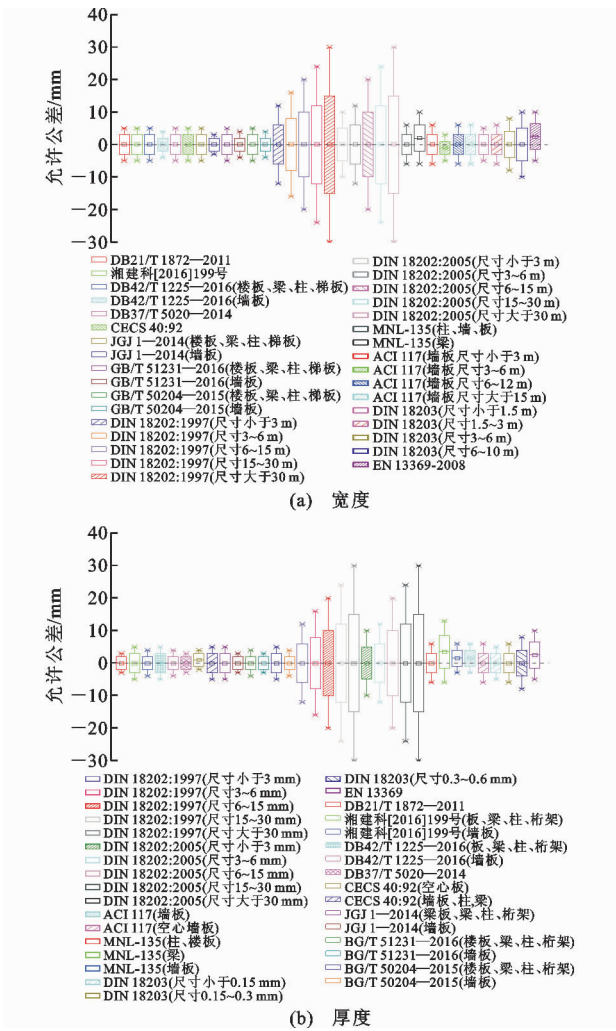 40
30
20
10
0
−10
−20
−30
允许公差/mm
DB21/T 1872—2011
湘建科[2016]199号
DB42/T 1225—2016(楼板、梁、柱、梯板)
DB42/T 1225—2016(墙板)
DB37/T 5020—2014
CECS 40:92
JGJ 1—2014(楼板、梁、柱、梯板)
JGJ 1—2014(墙板)
GB/T 51231—2016(楼板、梁、柱、梯板)
GB/T 51231—2016(墙板)
GB/T 50204—2015(楼板、梁、柱、梯板)
GB/T 50204—2015(墙板)
DIN 18202:1997(尺寸小于3 m)
DIN 18202:1997(尺寸3~6 m)
DIN 18202:1997(尺寸6~15 m)
DIN 18202:1997(尺寸15~30 m)
DIN 18202:1997(尺寸大于30 m)
DIN 18202:2005(尺寸小于3 m)
DIN 18202:2005(尺寸3~6 m)
DIN 18202:2005(尺寸6~15 m)
DIN 18202:2005(尺寸15~30 m)
DIN 18202:2005(尺寸大于30 m)
MNL-135(柱、墙、板)
MNL-135(梁)
ACI 117(墙板尺寸小于3 m)
ACI 117(墙板尺寸3~6 m)
ACI 117(墙板尺寸6~12 m)
ACI 117(墙板尺寸大于15 m)
DIN 18203(尺寸小于1.5 m)
DIN 18203(尺寸1.5~3 m)
DIN 18203(尺寸3~6 m)
DIN 18203(尺寸6~10 m)
EN 13369-2008
(a) 宽度
40
30
20
10
0
−10
−20
−30
允许公差/mm
DIN 18202:1997(尺寸小于3 mm)
DIN 18202:1997(尺寸3~6 mm)
DIN 18202:1997(尺寸6~15 mm)
DIN 18202:1997(尺寸15~30 mm)
DIN 18202:1997(尺寸大于30 mm)
DIN 18202:2005(尺寸小于3 mm)
DIN 18202:2005(尺寸3~6 mm)
DIN 18202:2005(尺寸6~15 mm)
DIN 18202:2005(尺寸15~30 mm)
DIN 18202:2005(尺寸大于30 mm)
ACI 117(墙板)
ACI 117(空心墙板)
MNL-135(柱、楼板)
MNL-135(梁)
MNL-135(墙板)
DIN 18203(尺寸小于0.15 mm)
DIN 18203(尺寸0.15~0.3 mm)
DIN 18203(尺寸0.3~0.6 mm)
EN 13369
DB21/T 1872—2011
湘建科[2016]199号(板、梁、柱、桁架)
湘建科[2016]199号(墙板)
DB42/T 1225—2016(板、梁、柱、桁架)
DB42/T 1225—2016(墙板)
DB37/T 5020—2014
CECS 40:92(空心板)
CECS 40:92(墙板、柱,梁)
JGJ 1—2014(梁板、梁、柱、桁架)
JGJ 1—2014(墙板)
BG/T 51231—2016(楼板、梁、柱、桁架)
BG/T 51231—2016(墙板)
BG/T 50204—2015(楼板、梁、柱、桁架)
BG/T 50204—2015(墙板)
(b) 厚度